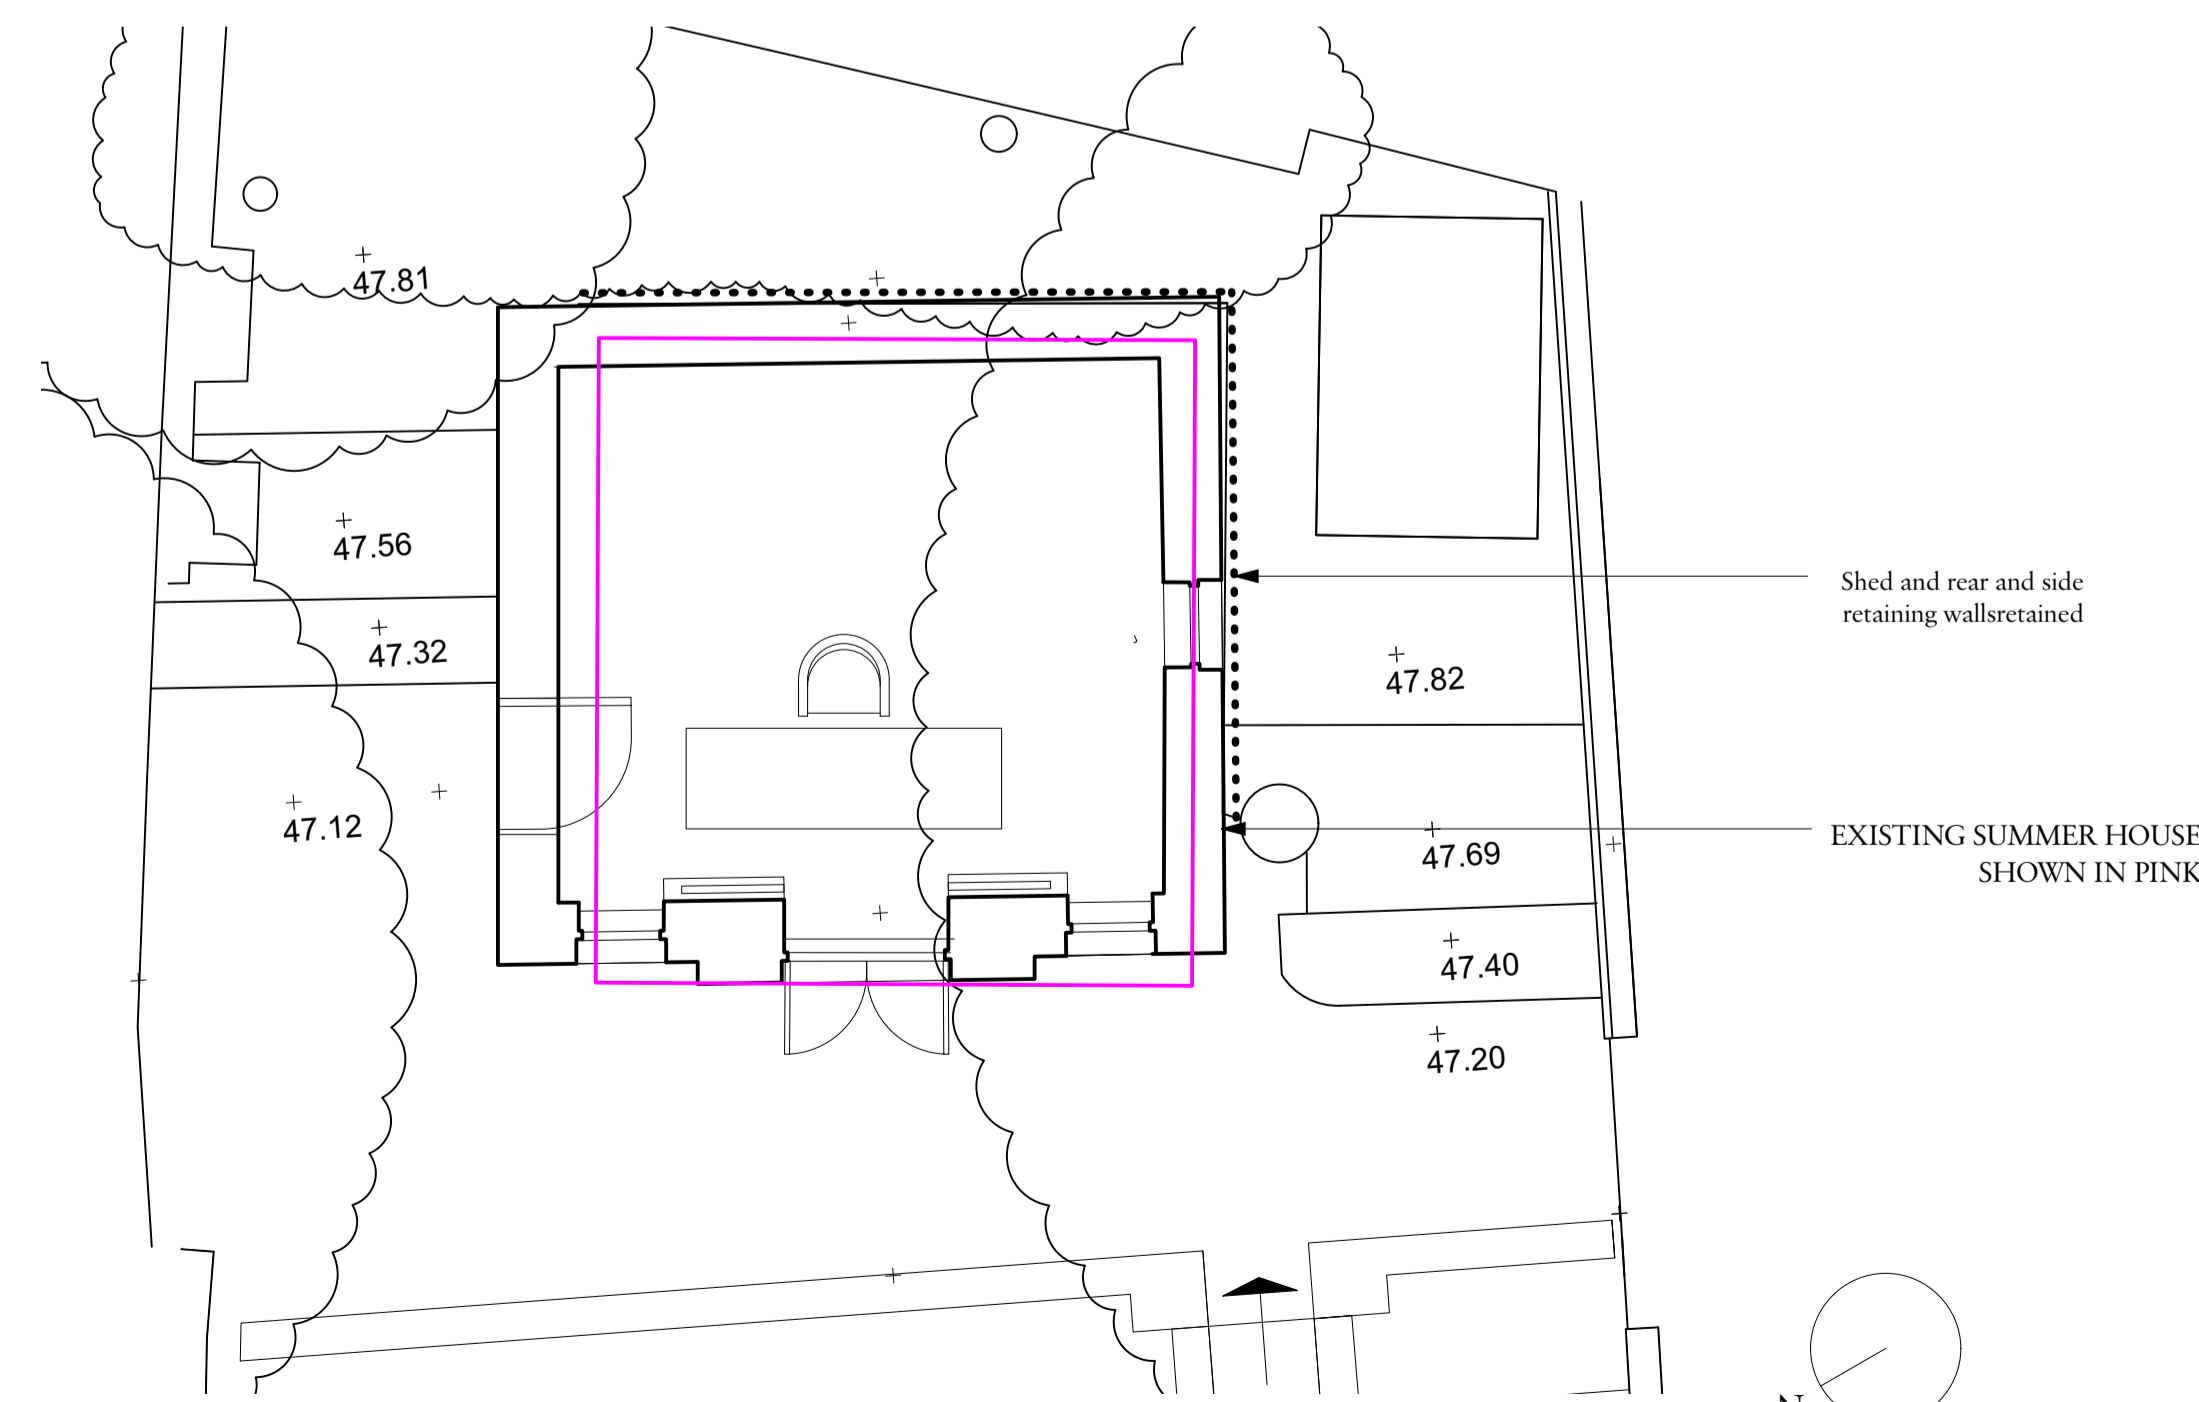 47.81
47.56
47.32
47.12
Shed and rear and side
retaining wallsretained
47.82
EXISTING SUMMER HOUSE
SHOWN IN PINK
47.69
47.40
47.20
N